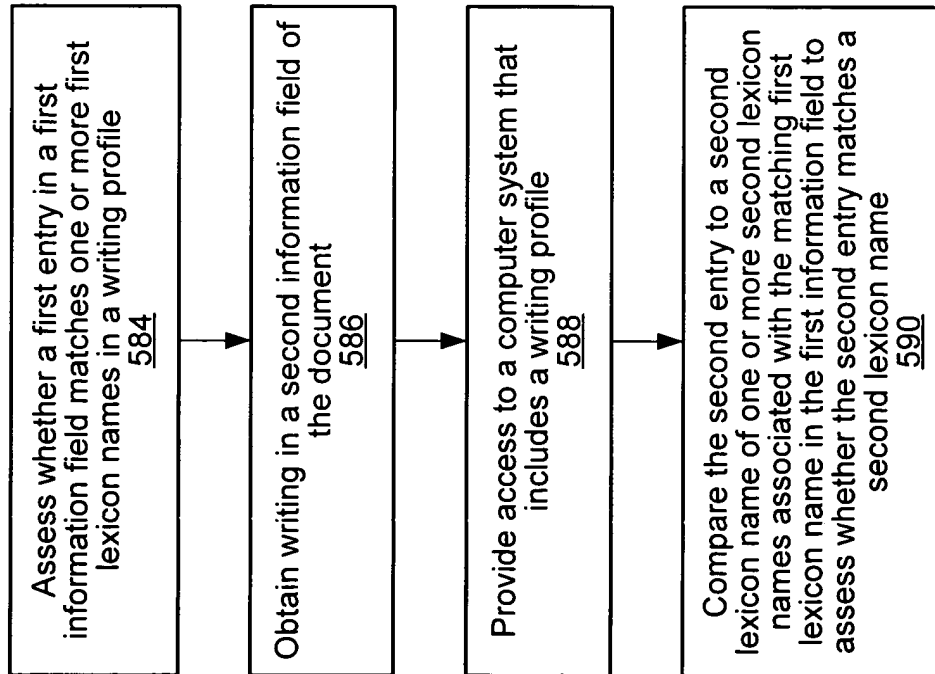 Assess whether a first entry in a first
information field matches one or more first
lexicon names in a writing profile
584
Obtain writing in a second information field of
the document
586
Provide access to a computer system that
includes a writing profile
588
Compare the second entry to a second
lexicon name of one or more second lexicon
names associated with the matching first
lexicon name in the first information field to
assess whether the second entry matches a
second lexicon name
590